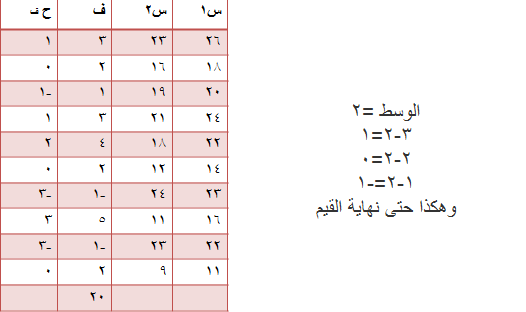 س١ س٢ ف ح ف
٢٦ ٢٣ ٣ ١
١٨ ١٦ ٢ ٠
٢٠ ١٩ ١ -١
٢٤ ٢١ ٣ ١
٢٢ ١٨ ٤ ٢
١٤ ١٢ ٢ ٠
٢٣ ٢٤ -١ -٣
١٦ ١١ ٥ ٣
٢٢ ٢٣ -١ -٣
١١ ٩ ٢ ٠
٢٠
الوسط =٢
٣-٢=١
٢-٢=٠
١-٢=-١
وهكذا حتى نهاية القيم